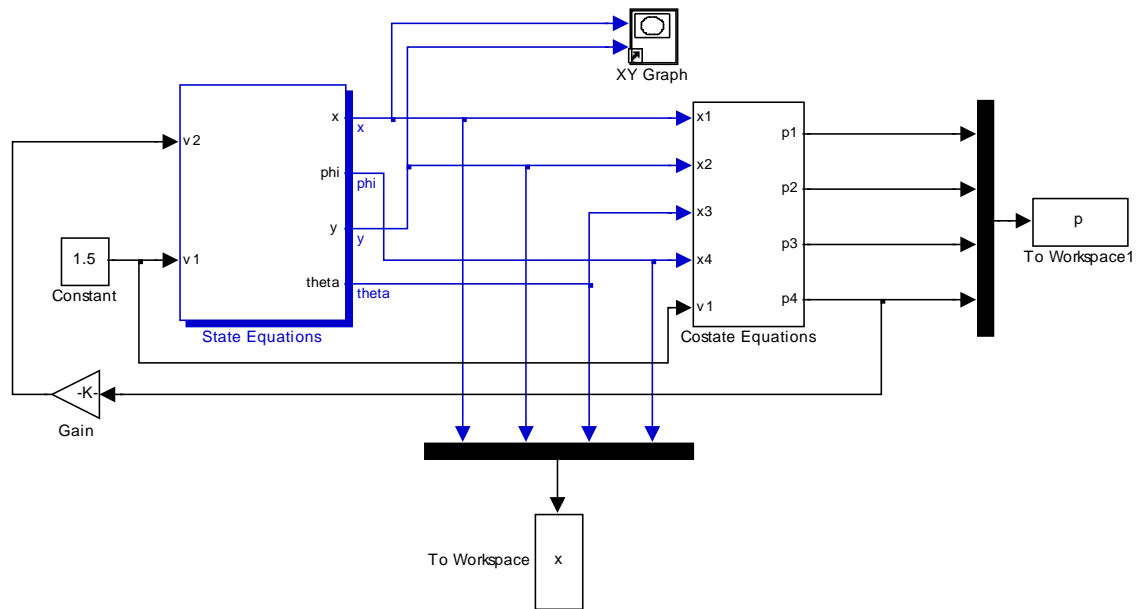 XY Graph
v2
v1
x
phi
y
theta
x
phi
y
theta
State Equations
1.5
Constant
x1
x2
x3
x4
v1
p1
p2
p3
p4
Costate Equations
p
To Workspace1
-K-
Gain
To Workspace
x